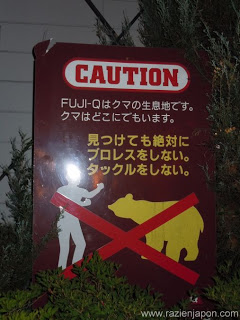 CAUTION
FUJI-Qはクマの生息地です。
クマはどこにでもいます。
見つけても絶対に
プロレスをしない。
タックルをしない。
www.razienjapon.com